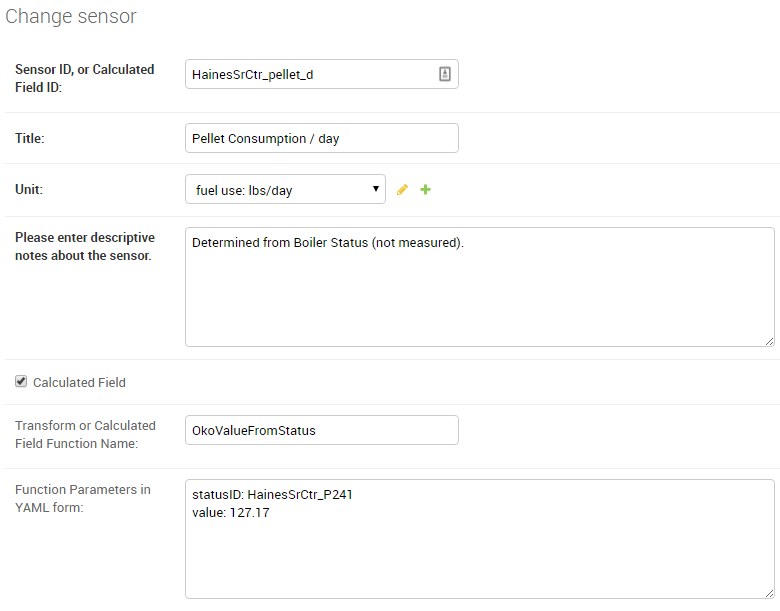 Change sensor
Sensor ID, or Calculated
Field ID:
HainesSrCtr_pellet_d
Title:
Pellet Consumption / day
Unit:
fuel use: lbs/day
Please enter descriptive
notes about the sensor.
Determined from Boiler Status (not measured).
Calculated Field
Transform or Calculated
Field Function Name:
OkoValueFromStatus
Function Parameters in
YAML form:
statusID: HainesSrCtr_P241
value: 127.17